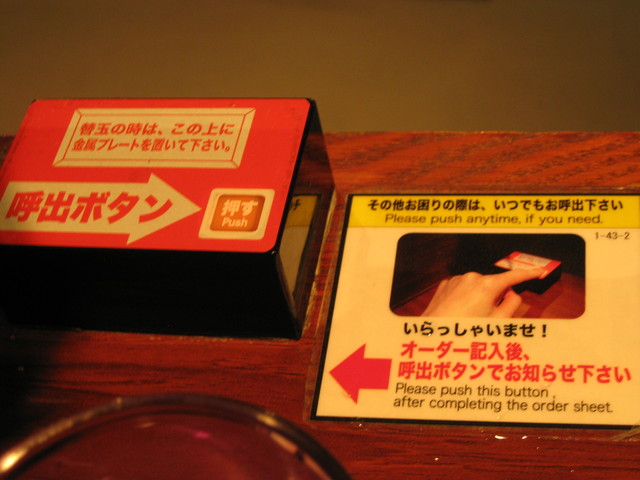 替玉の時は、この上に
金属プレートを置いて下さい。
呼出ボタン
押す
Push
その他お困りの際は、いつでもお呼出下さい
Please push anytime, if you need.
1-43-2
いらっしゃいませ！
オーダー記入後、
呼出ボタンでお知らせ下さい
Please push this button,
after completing the order sheet.